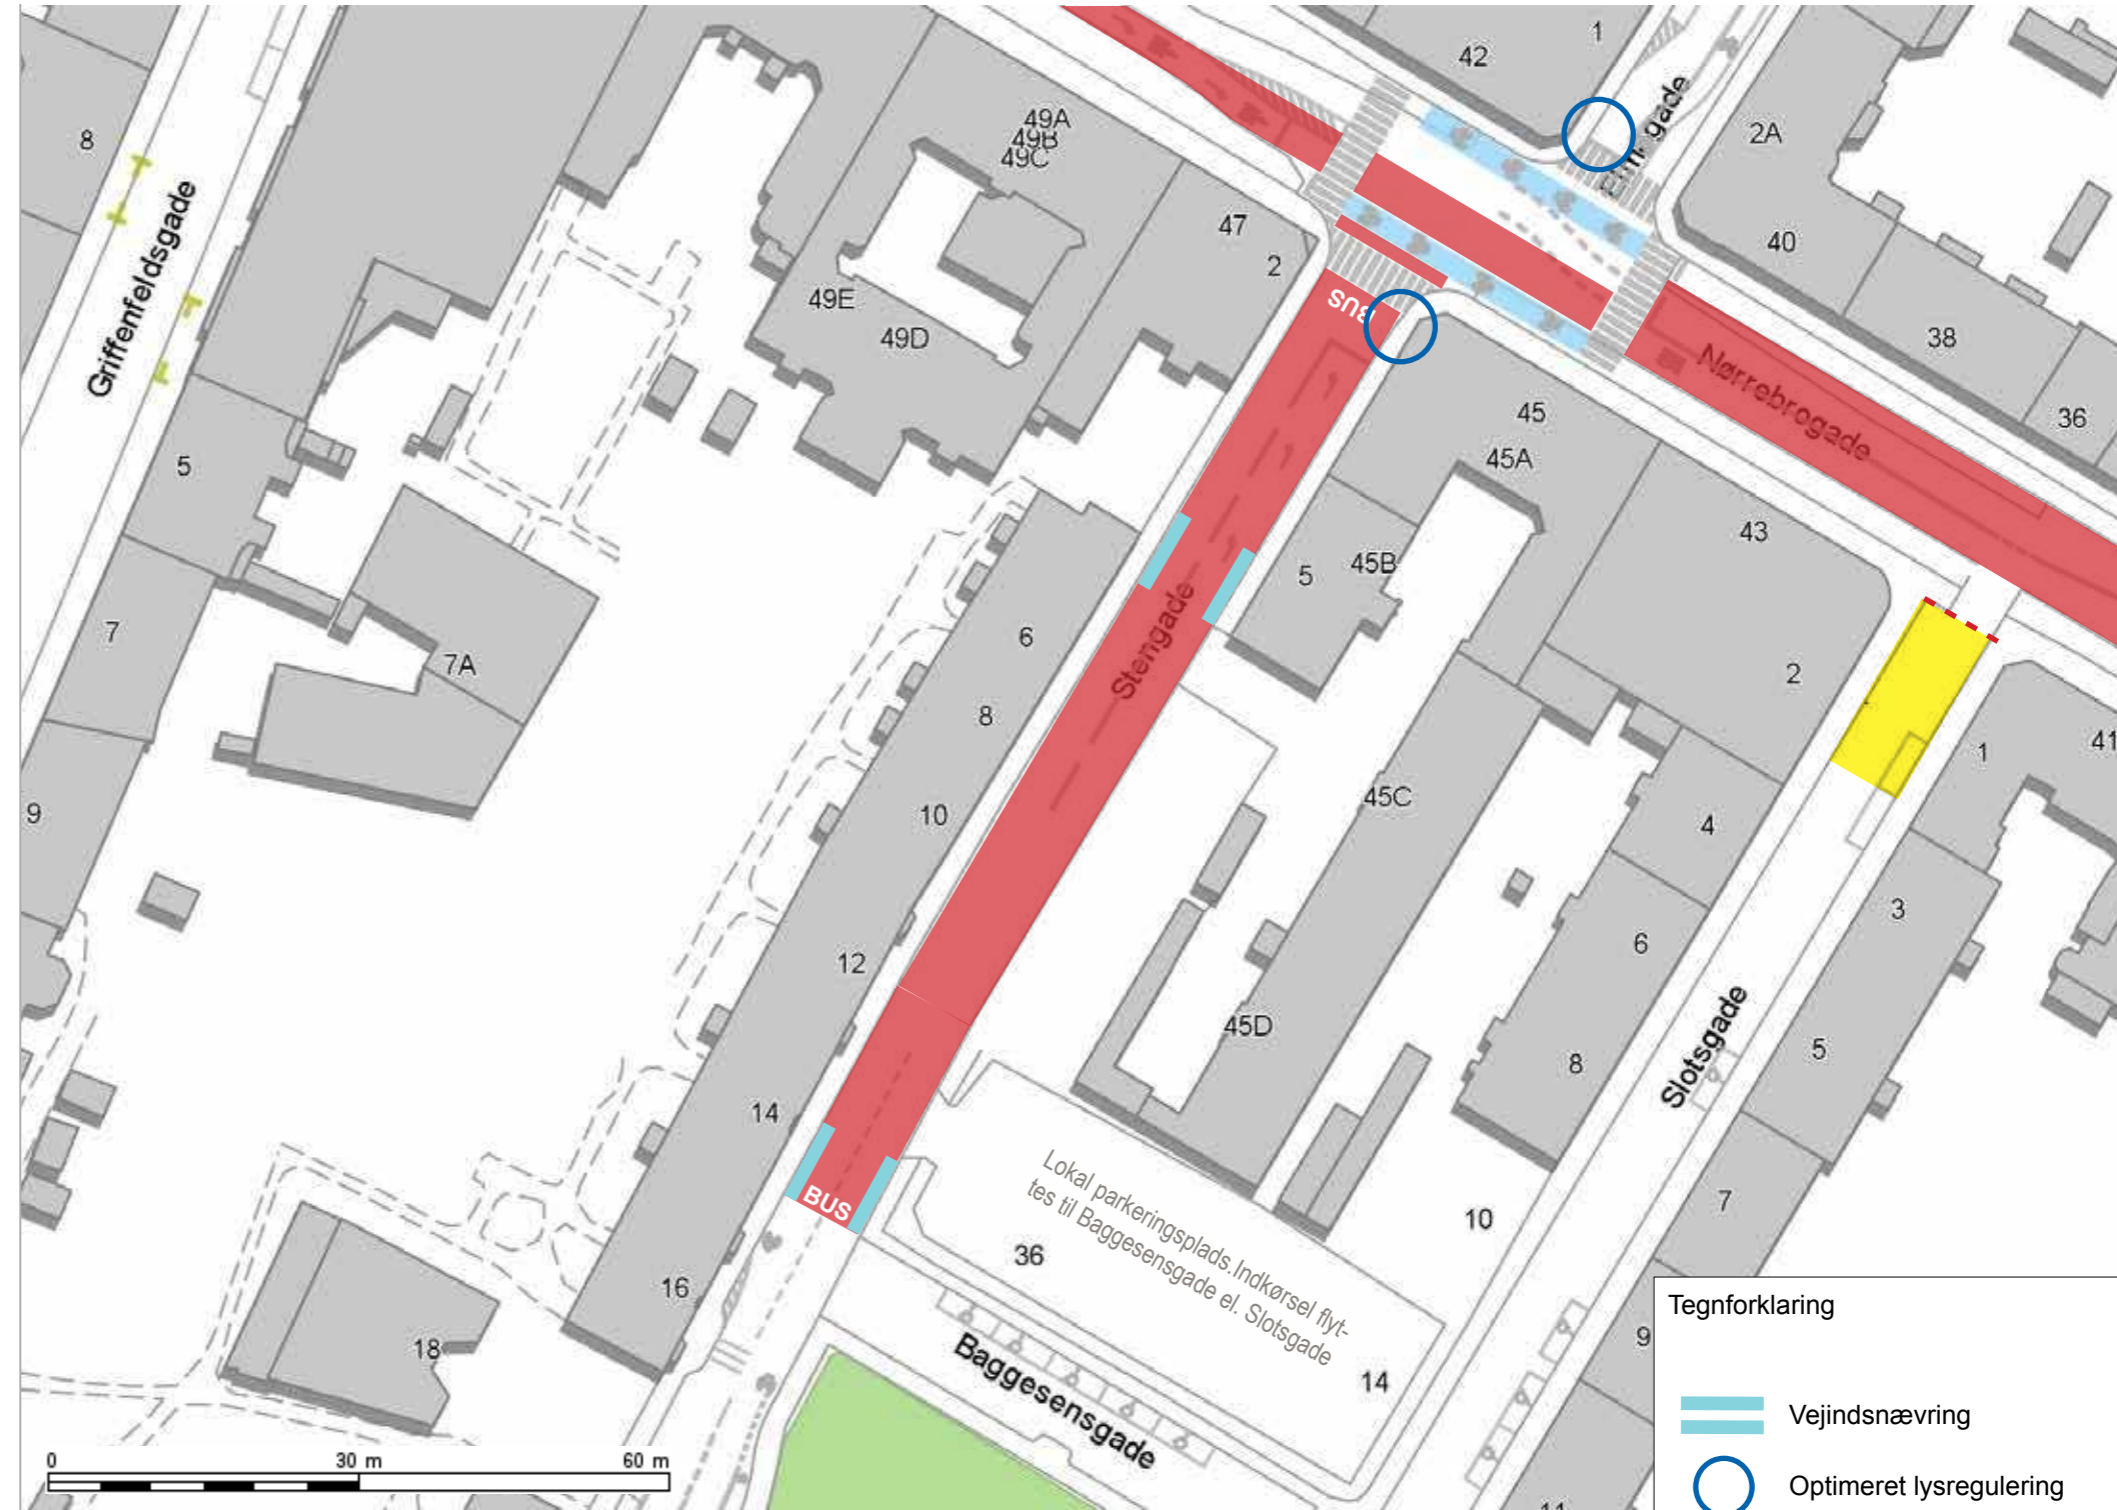 42
1
gade
2A
40
38
36
8
49A
49B
49C
47
2
49E
49D
Griffenfeldsgade
BUS
Nørrebrogade
45
45A
43
5
5
45B
7
7A
6
Stengade
8
2
1
41
9
10
45C
4
3
12
6
45D
5
14
8
Slotsgade
BUS
Lokal parkeringsplads.Indkørsel flyt-
tes til Baggesensgade el. Slotsgade
36
10
7
16
18
14
9
Baggesensgade
11
0
30 m
60 m
Tegnforklaring
Vejindsnævring
Optimeret lysregulering